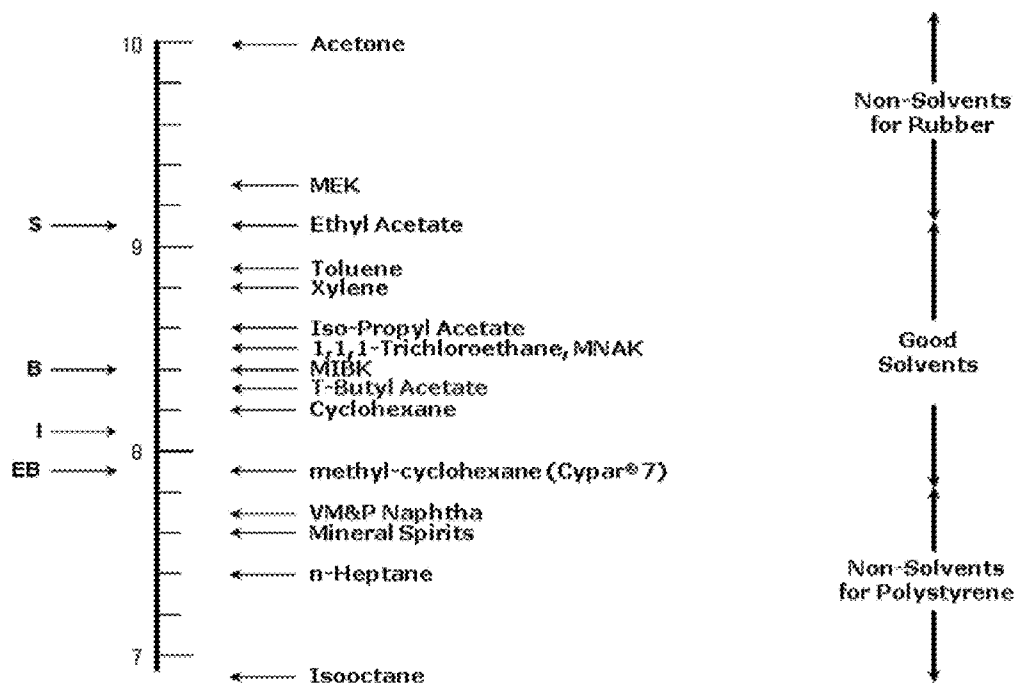 10
Acetone
Non-Solvents
for Rubber
MEK
S
Ethyl Acetate
9
Toluene
Xylene
Iso-Propyl Acetate
1,1,1-Trichloroethane, MNAK
Good
Solvents
B
MIBK
T-Butyl Acetate
Cyclohexane
I
8
EB
methyl-cyclohexane (Cypar® 7)
VM&P Naphtha
Mineral Spirits
n-Heptane
Non-Solvents
for Polystyrene
7
Isooctane